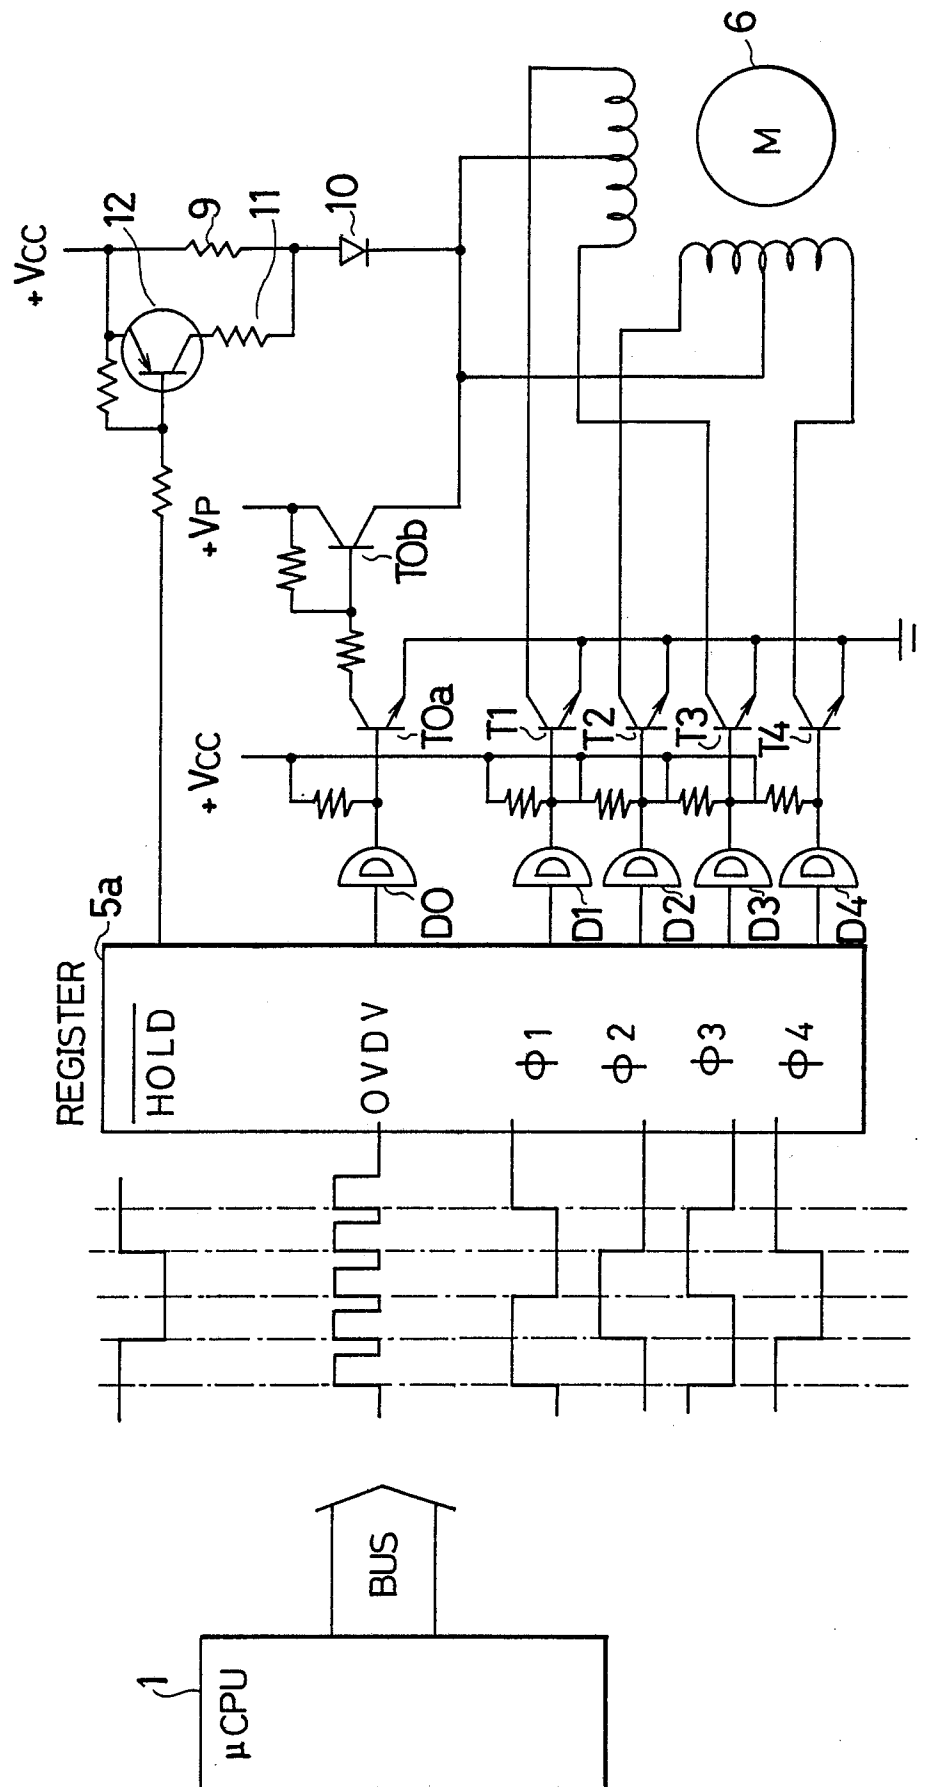 1
μCPU
BUS
REGISTER
5a
HOLD
OVDV
Φ1
Φ2
Φ3
Φ4
D0
D1
D2
D3
D4
+Vcc
T0a
T1
T2
T3
T4
+VP
T0b
+Vcc
12
9
11
10
6
M